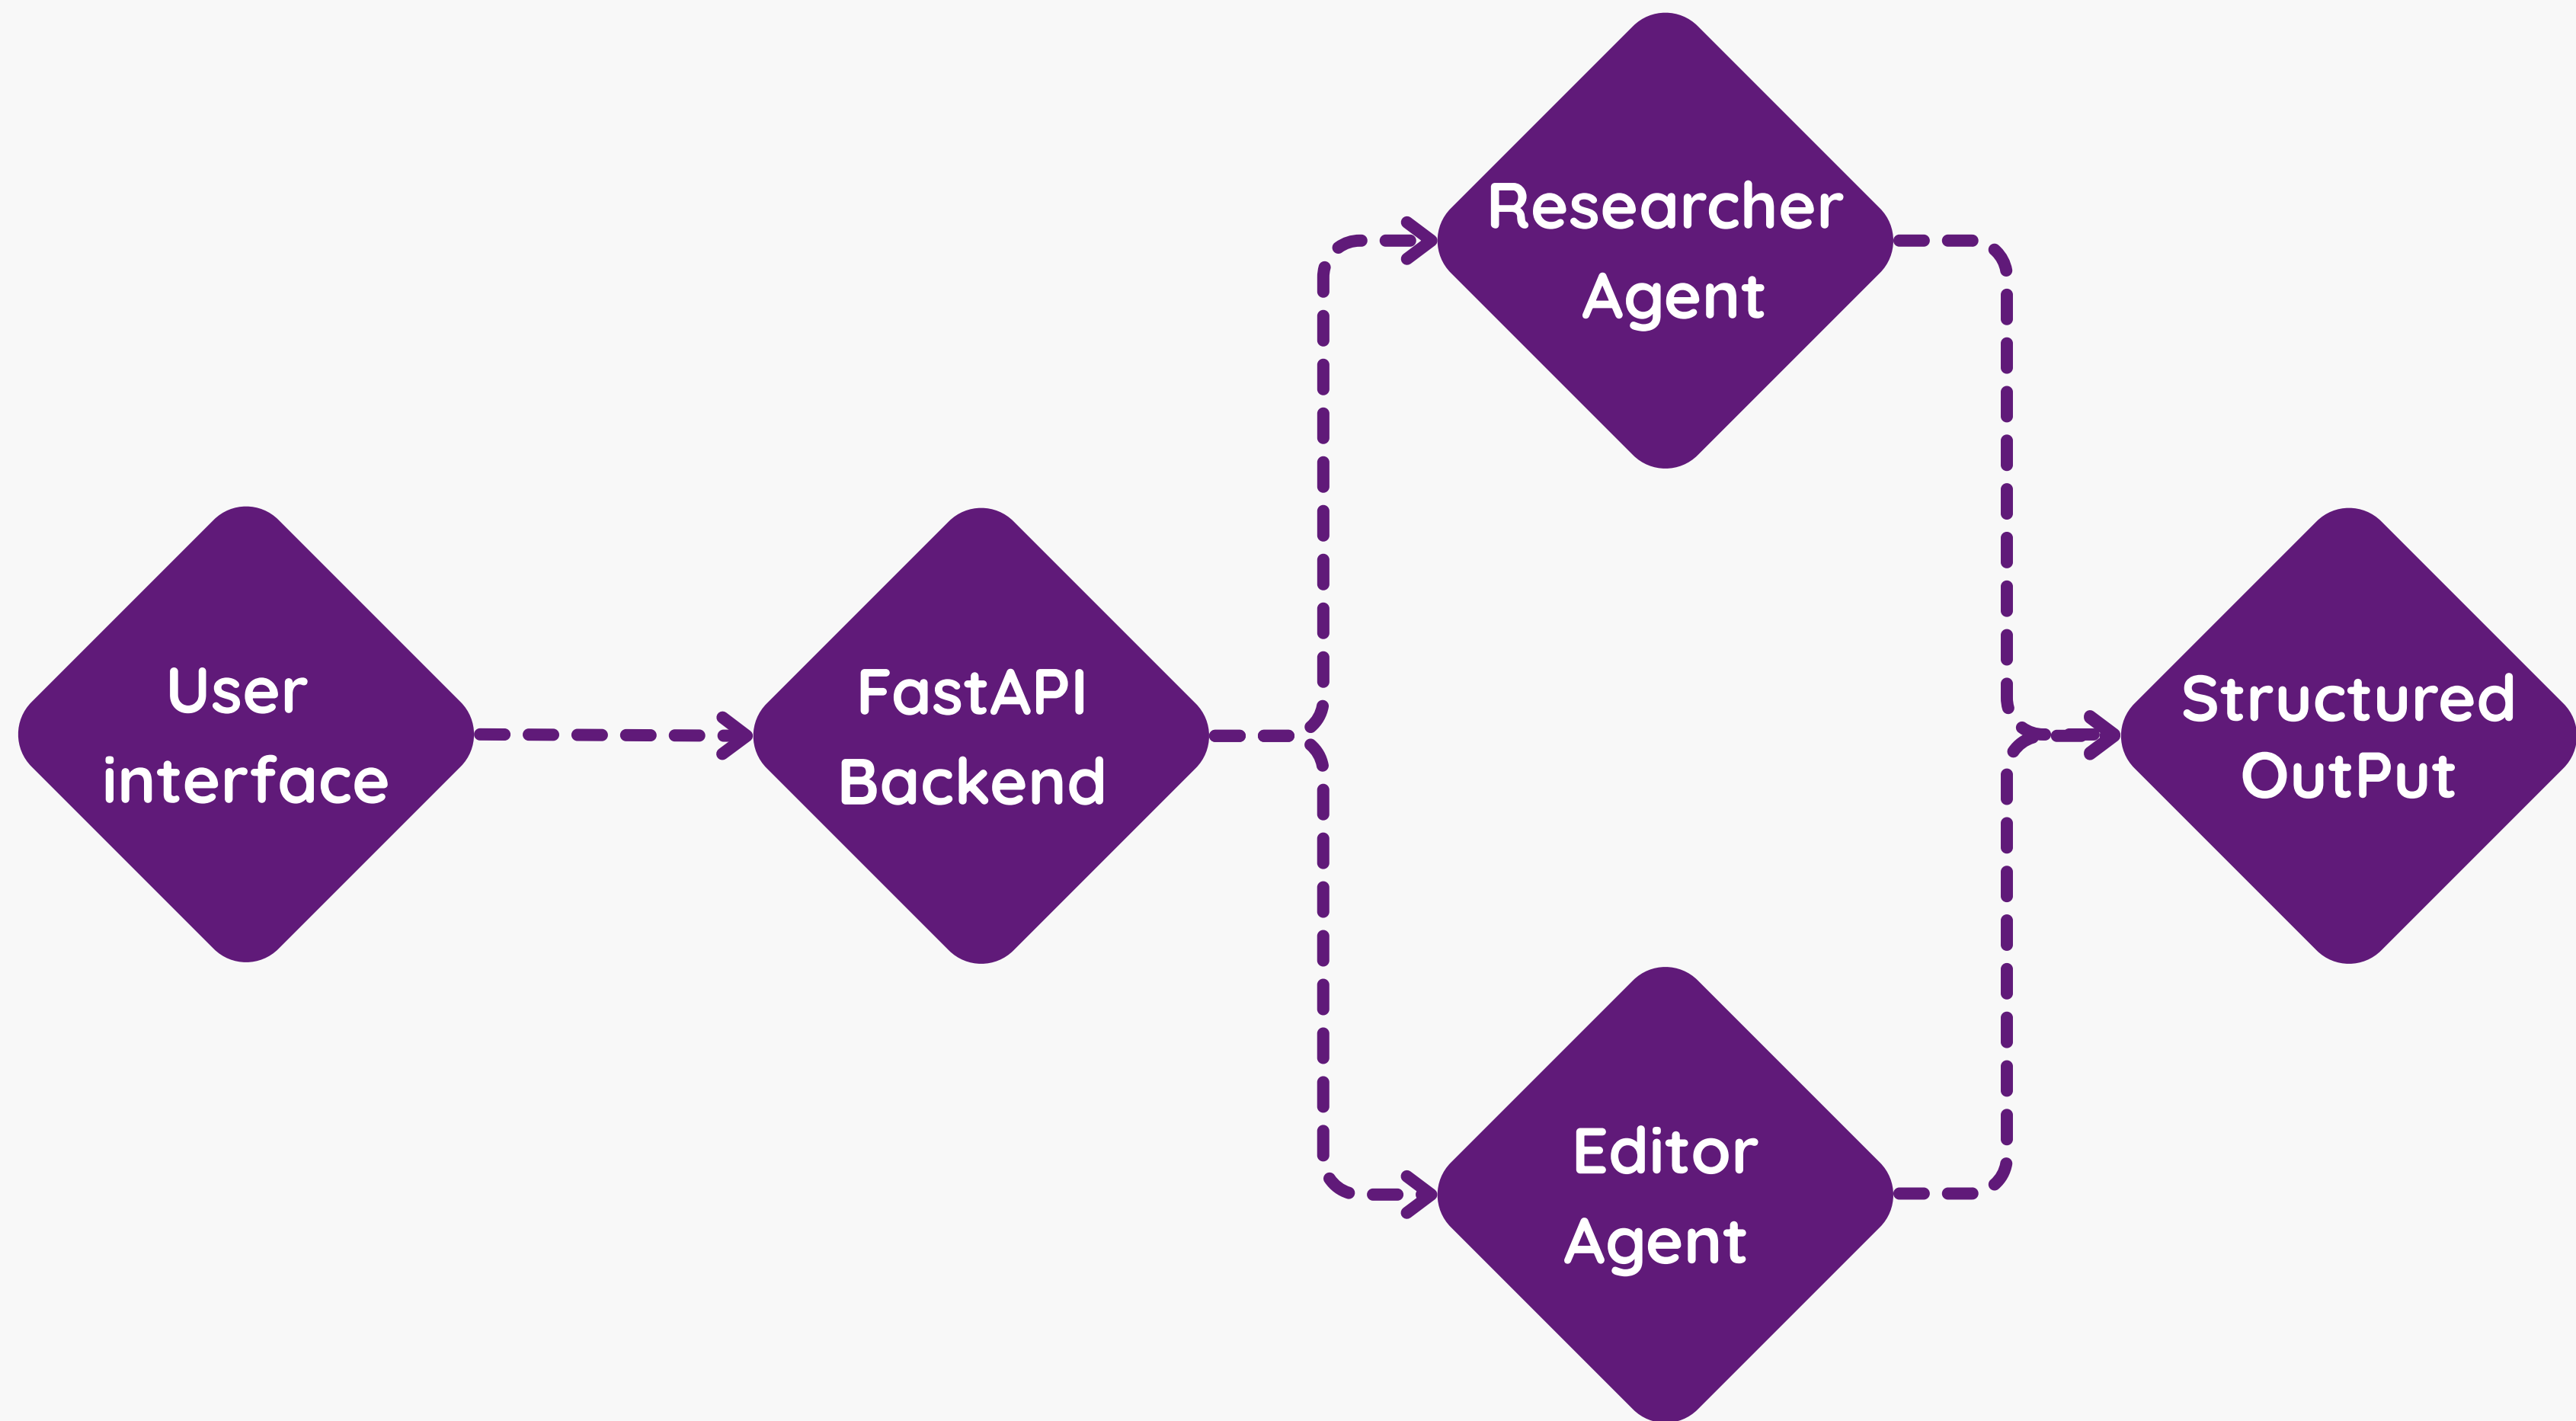 User
interface
FastAPI
Backend
Researcher
Agent
Editor
Agent
Structured
OutPut